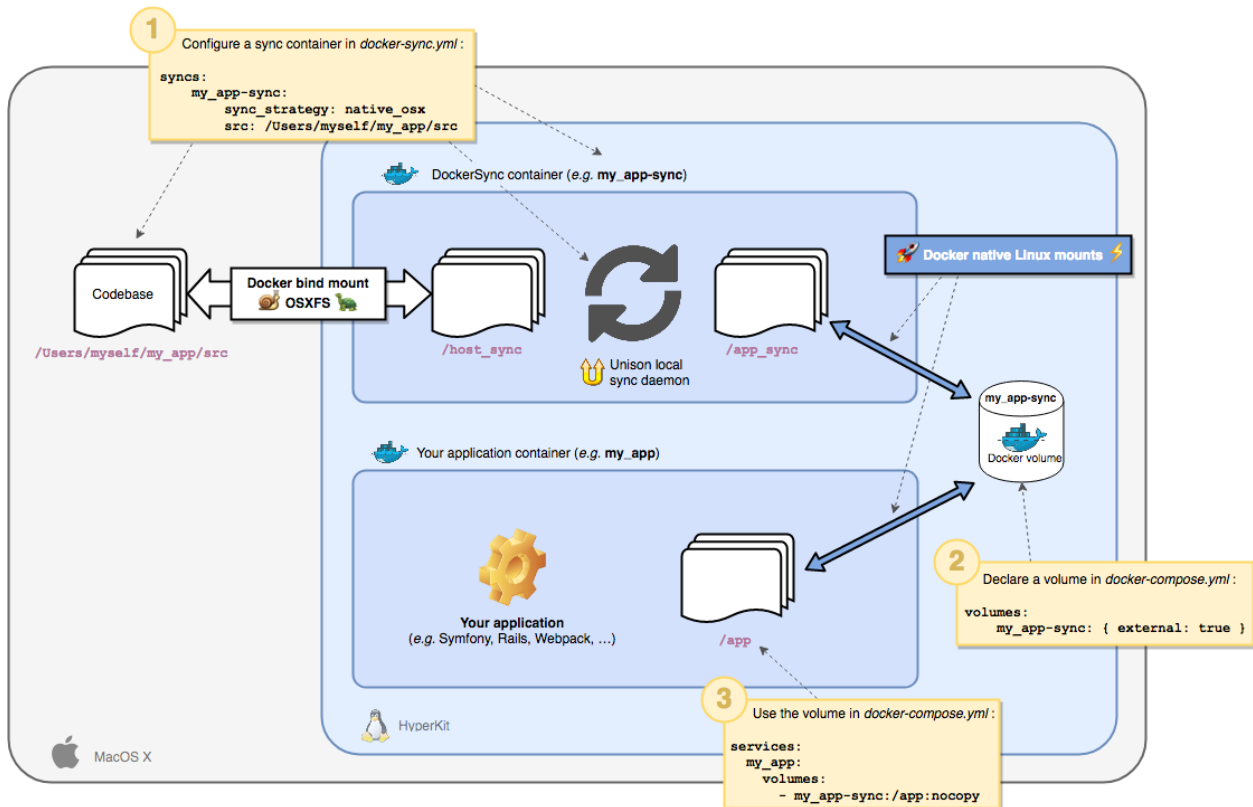 1
Configure a sync container in docker-sync.yml :
syncs:
    my_app-sync:
        sync_strategy: native_osx
        src: /Users/myself/my_app/src
DockerSync container (e.g. my_app-sync)
Docker native Linux mounts
Codebase
Docker bind mount
OSXFS
/Users/myself/my_app/src
/host_sync
/app_sync
Unison local
sync daemon
my_app-sync
Docker volume
Your application container (e.g. my_app)
Your application
(e.g. Symfony, Rails, Webpack, …)
/app
2
Declare a volume in docker-compose.yml :
volumes:
    my_app-sync: { external: true }
3
Use the volume in docker-compose.yml :
services:
  my_app:
    volumes:
      - my_app-sync:/app:nocopy
HyperKit
MacOS X